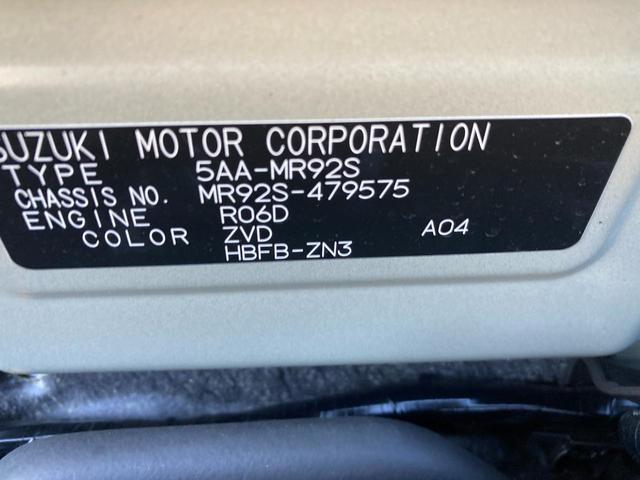 SUZUKI MOTOR CORPORATION
TYPE 5AA-MR92S
CHASSIS NO. MR92S-479575
ENGINE R06D
COLOR ZVD A04
HBFB-ZN3